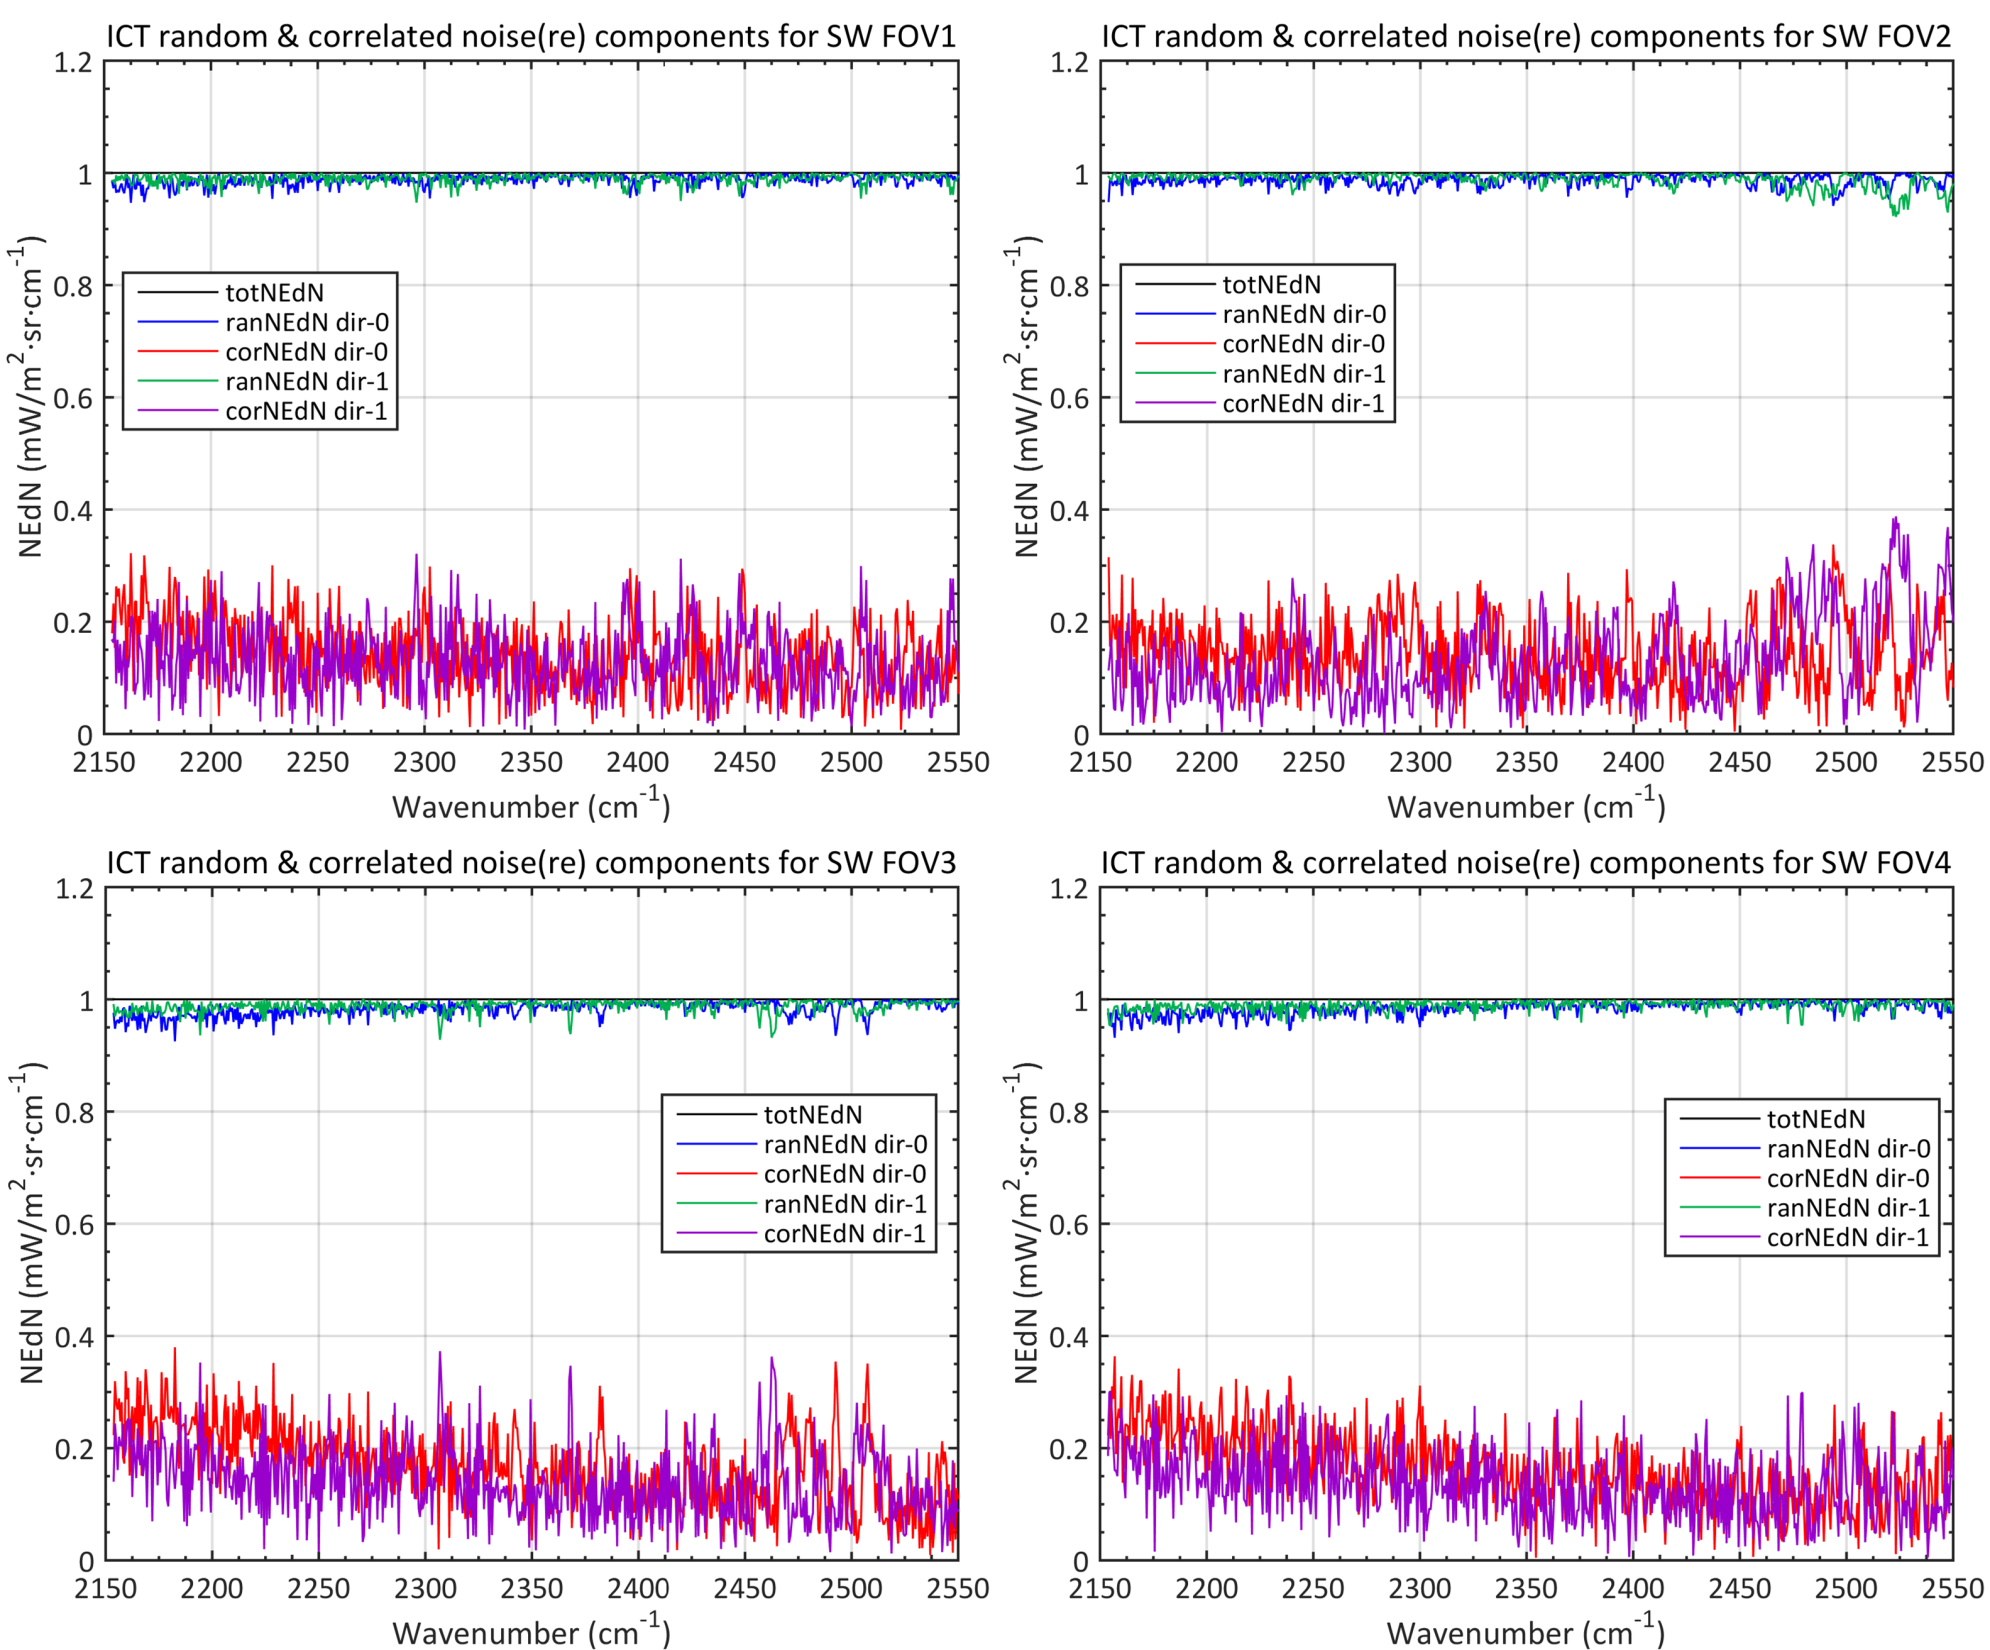 ICT random & correlated noise(re) components for SW FOV1
1.2
1
0.8
0.6
0.4
0.2
0
NEdN (mW/m²·sr·cm⁻¹)
totNEdN
ranNEdN dir-0
corNEdN dir-0
ranNEdN dir-1
corNEdN dir-1
2150 2200 2250 2300 2350 2400 2450 2500 2550
Wavenumber (cm⁻¹)
ICT random & correlated noise(re) components for SW FOV2
1.2
1
0.8
0.6
0.4
0.2
0
NEdN (mW/m²·sr·cm⁻¹)
totNEdN
ranNEdN dir-0
corNEdN dir-0
ranNEdN dir-1
corNEdN dir-1
2150 2200 2250 2300 2350 2400 2450 2500 2550
Wavenumber (cm⁻¹)
ICT random & correlated noise(re) components for SW FOV3
1.2
1
0.8
0.6
0.4
0.2
0
NEdN (mW/m²·sr·cm⁻¹)
totNEdN
ranNEdN dir-0
corNEdN dir-0
ranNEdN dir-1
corNEdN dir-1
2150 2200 2250 2300 2350 2400 2450 2500 2550
Wavenumber (cm⁻¹)
ICT random & correlated noise(re) components for SW FOV4
1.2
1
0.8
0.6
0.4
0.2
0
NEdN (mW/m²·sr·cm⁻¹)
totNEdN
ranNEdN dir-0
corNEdN dir-0
ranNEdN dir-1
corNEdN dir-1
2150 2200 2250 2300 2350 2400 2450 2500 2550
Wavenumber (cm⁻¹)